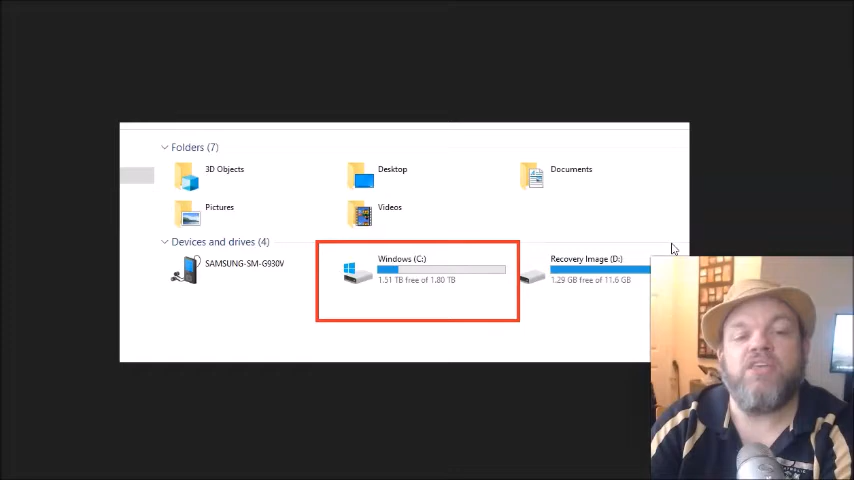 Folders (7)
3D Objects
Desktop
Documents
Pictures
Videos
Devices and drives (4)
SAMSUNG-SM-G930V
Windows (C:)
1.51 TB free of 1.80 TB
Recovery Image (D:)
1.29 GB free of 11.6 GB